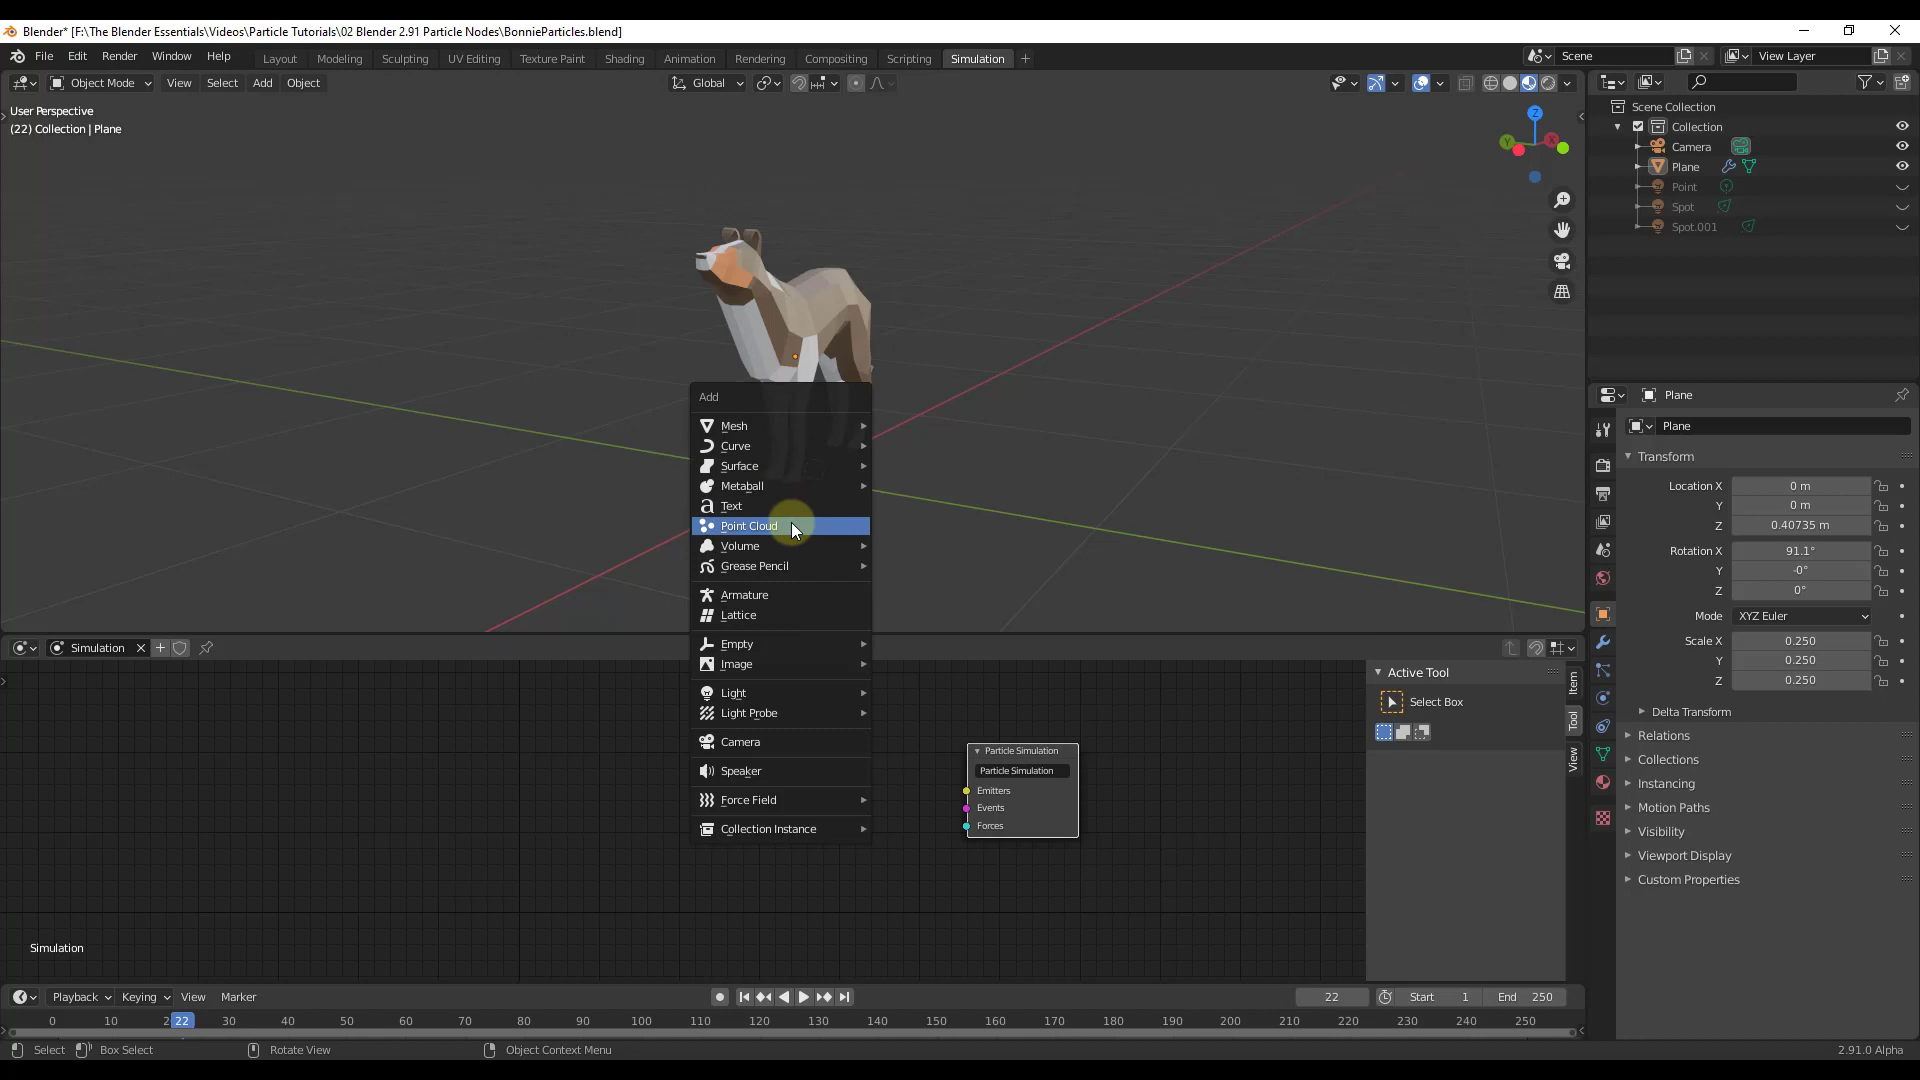 Blender* [F:\The Blender Essentials\Videos\Particle Tutorials\02 Blender 2.91 Particle Nodes\BonnieParticles.blend]
File Edit Render Window Help Layout Modeling Sculpting UV Editing Texture Paint Shading Animation Rendering Compositing Scripting Simulation + Scene View Layer
Object Mode View Select Add Object Global
User Perspective
(22) Collection | Plane
Z
Y
X
Scene Collection
Collection
Camera
Plane
Point
Spot
Spot.001
Add
Mesh
Curve
Surface
Metaball
Text
Point Cloud
Volume
Grease Pencil
Armature
Lattice
Empty
Image
Light
Light Probe
Camera
Speaker
Force Field
Collection Instance
Plane
Plane
Transform
Location X 0 m
Y 0 m
Z 0.40735 m
Rotation X 91.1°
Y -0°
Z 0°
Mode XYZ Euler
Scale X 0.250
Y 0.250
Z 0.250
Delta Transform
Relations
Collections
Instancing
Motion Paths
Visibility
Viewport Display
Custom Properties
Simulation
Particle Simulation
Particle Simulation
Emitters
Events
Forces
Active Tool
Select Box
Item
Tool
View
Simulation
Playback Keying View Marker 22 Start 1 End 250
0 10 2 22 30 40 50 60 70 80 90 100 110 120 130 140 150 160 170 180 190 200 210 220 230 240 250
Select Box Select Rotate View Object Context Menu 2.91.0 Alpha